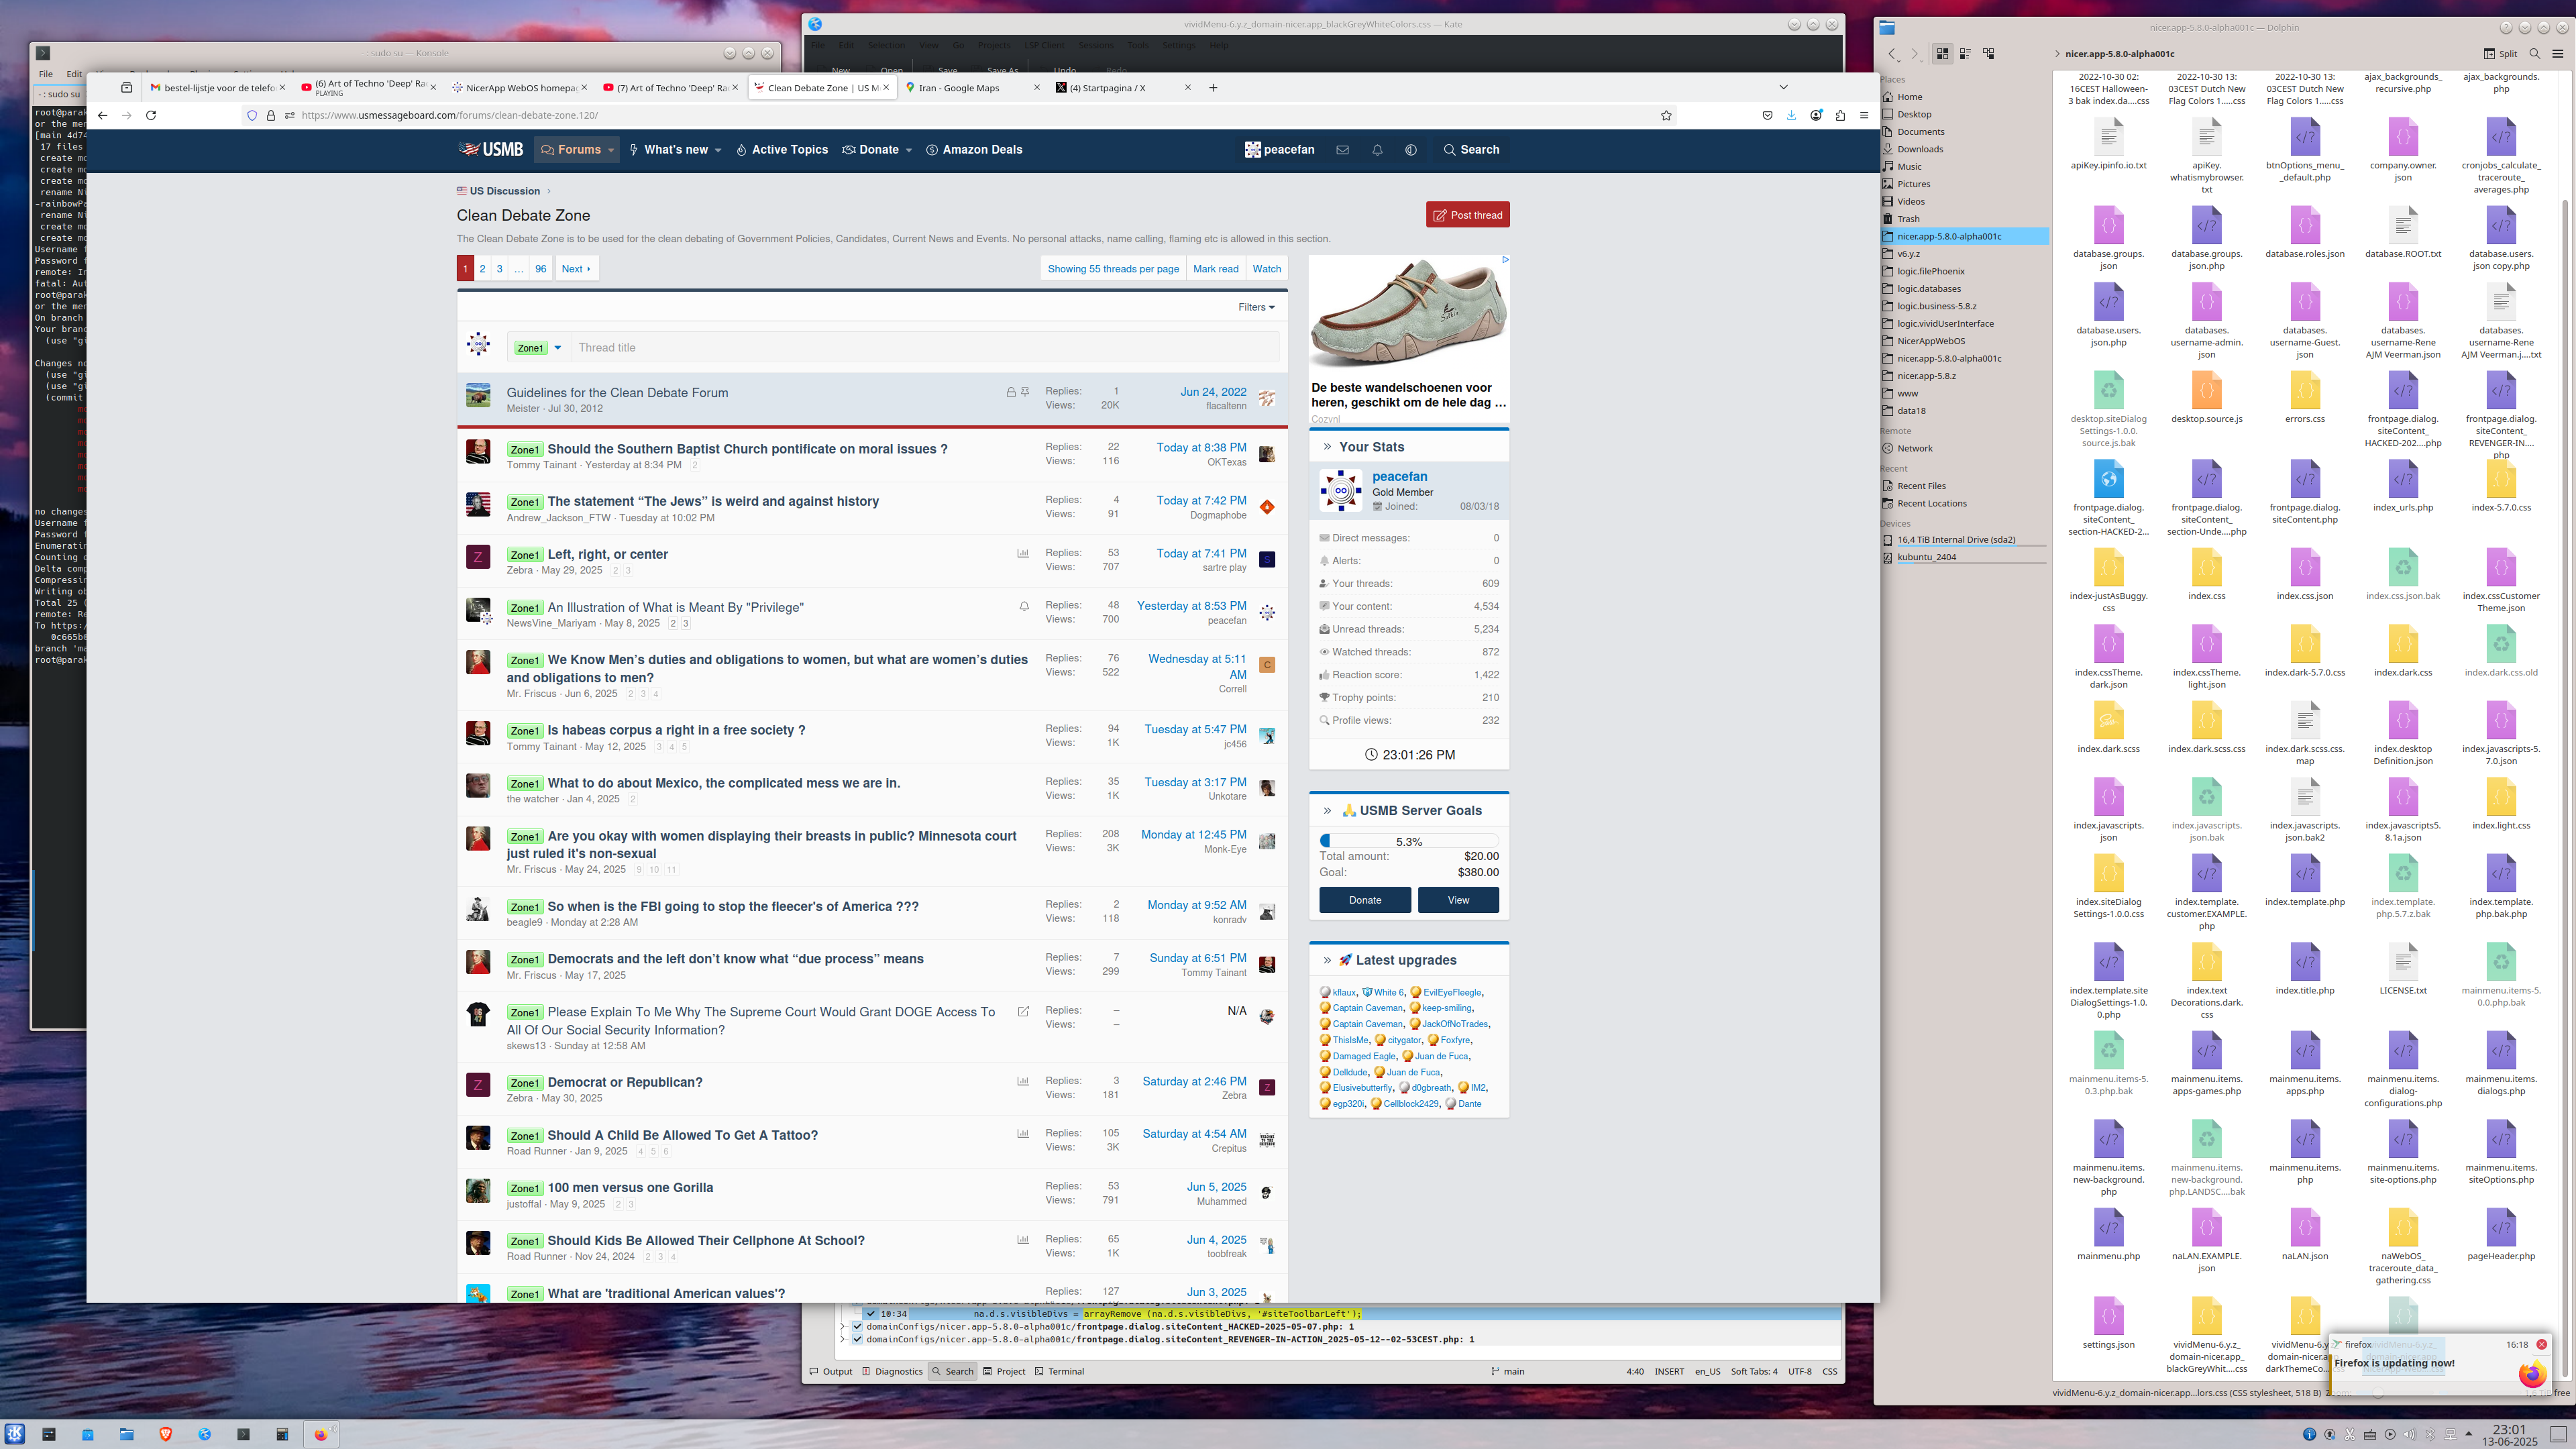 vividMenu-6.y.z_domain-nicer.app_blackGreyWhiteColors.css — Kate
File Edit Selection View Go Projects LSP Client Sessions Tools Settings Help
New Open Save Save As Undo Redo
- : sudo su — Konsole
File Edit
- : sudo su
nicer.app-5.8.0-alpha001c — Dolphin
nicer.app-5.8.0-alpha001c
Split
bestel-lijstje voor de telefo
(6) Art of Techno 'Deep' Ra
PLAYING
NicerApp WebOS homepa
(7) Art of Techno 'Deep' Ra
Clean Debate Zone | US M
Iran - Google Maps
(4) Startpagina / X
https://www.usmessageboard.com/forums/clean-debate-zone.120/
USMB Forums What's new Active Topics Donate Amazon Deals peacefan Search
US Discussion
Clean Debate Zone
Post thread
The Clean Debate Zone is to be used for the clean debating of Government Policies, Candidates, Current News and Events. No personal attacks, name calling, flaming etc is allowed in this section.
1 2 3 … 96 Next
Showing 55 threads per page Mark read Watch
Filters
Zone1 Thread title
Guidelines for the Clean Debate Forum
Meister · Jul 30, 2012
Replies: 1
Views: 20K
Jun 24, 2022
flacaltenn
Zone1 Should the Southern Baptist Church pontificate on moral issues ?
Tommy Tainant · Yesterday at 8:34 PM 2
Replies: 22
Views: 116
Today at 8:38 PM
OKTexas
Zone1 The statement “The Jews” is weird and against history
Andrew_Jackson_FTW · Tuesday at 10:02 PM
Replies: 4
Views: 91
Today at 7:42 PM
Dogmaphobe
Z
Zone1 Left, right, or center
Zebra · May 29, 2025 2 3
Replies: 53
Views: 707
Today at 7:41 PM
sartre play
S
Zone1 An Illustration of What is Meant By "Privilege"
NewsVine_Mariyam · May 8, 2025 2 3
Replies: 48
Views: 700
Yesterday at 8:53 PM
peacefan
Zone1 We Know Men’s duties and obligations to women, but what are women’s duties
and obligations to men?
Mr. Friscus · Jun 6, 2025 2 3 4
Replies: 76
Views: 522
Wednesday at 5:11
AM
Correll
C
Zone1 Is habeas corpus a right in a free society ?
Tommy Tainant · May 12, 2025 3 4 5
Replies: 94
Views: 1K
Tuesday at 5:47 PM
jc456
Zone1 What to do about Mexico, the complicated mess we are in.
the watcher · Jan 4, 2025 2
Replies: 35
Views: 1K
Tuesday at 3:17 PM
Unkotare
Zone1 Are you okay with women displaying their breasts in public? Minnesota court
just ruled it's non-sexual
Mr. Friscus · May 24, 2025 9 10 11
Replies: 208
Views: 3K
Monday at 12:45 PM
Monk-Eye
Zone1 So when is the FBI going to stop the fleecer's of America ???
beagle9 · Monday at 2:28 AM
Replies: 2
Views: 118
Monday at 9:52 AM
konradv
Zone1 Democrats and the left don’t know what “due process” means
Mr. Friscus · May 17, 2025
Replies: 7
Views: 299
Sunday at 6:51 PM
Tommy Tainant
Zone1 Please Explain To Me Why The Supreme Court Would Grant DOGE Access To
All Of Our Social Security Information?
skews13 · Sunday at 12:58 AM
Replies: –
Views: –
N/A
Z
Zone1 Democrat or Republican?
Zebra · May 30, 2025
Replies: 3
Views: 181
Saturday at 2:46 PM
Zebra
Z
Zone1 Should A Child Be Allowed To Get A Tattoo?
Road Runner · Jan 9, 2025 4 5 6
Replies: 105
Views: 3K
Saturday at 4:54 AM
Crepitus
Zone1 100 men versus one Gorilla
justoffal · May 9, 2025 2 3
Replies: 53
Views: 791
Jun 5, 2025
Muhammed
Zone1 Should Kids Be Allowed Their Cellphone At School?
Road Runner · Nov 24, 2024 2 3 4
Replies: 65
Views: 1K
Jun 4, 2025
toobfreak
Zone1 What are 'traditional American values'?
Replies: 127
Jun 3, 2025
De beste wandelschoenen voor
heren, geschikt om de hele dag ...
Cozyni
Your Stats
peacefan
Gold Member
Joined: 08/03/18
Direct messages: 0
Alerts: 0
Your threads: 609
Your content: 4,534
Unread threads: 5,234
Watched threads: 872
Reaction score: 1,422
Trophy points: 210
Profile views: 232
23:01:26 PM
USMB Server Goals
5.3%
Total amount: $20.00
Goal: $380.00
Donate View
Latest upgrades
kflaux, White 6, EvilEyeFleegle,
Captain Caveman, keep-smiling,
Captain Caveman, JackOfNoTrades,
ThisIsMe, citygator, Foxfyre,
Damaged Eagle, Juan de Fuca,
Delldude, Juan de Fuca,
Elusivebutterfly, d0gbreath, IM2,
egp320i, Cellblock2429, Dante
root@parak
or the mer
[main 4d74
17 files
create mo
create mo
create mo
rename Ni
-rainbowPa
rename Ni
create mo
create mo
Username f
Password f
remote: In
fatal: Aut
root@parak
or the mer
On branch
Your branc
(use "gi
Changes no
(use "gi
(use "gi
(commit
no changes
Username f
Password f
Enumeratin
Counting o
Delta comp
Compressin
Writing ob
Total 25 (
remote: Re
To https:/
0c665b6
branch 'ma
root@parak
10:34 na.d.s.visibleDivs = arrayRemove (na.d.s.visibleDivs, '#siteToolbarLeft');
domainConfigs/nicer.app-5.8.0-alpha001c/frontpage.dialog.siteContent_HACKED-2025-05-07.php: 1
domainConfigs/nicer.app-5.8.0-alpha001c/frontpage.dialog.siteContent_REVENGER-IN-ACTION_2025-05-12--02-53CEST.php: 1
Output Diagnostics Search Project Terminal main 4:40 INSERT en_US Soft Tabs: 4 UTF-8 CSS
Places
Home
Desktop
Documents
Downloads
Music
Pictures
Videos
Trash
nicer.app-5.8.0-alpha001c
v6.y.z
logic.filePhoenix
logic.databases
logic.business-5.8.z
logic.vividUserInterface
NicerAppWebOS
nicer.app-5.8.0-alpha001c
nicer.app-5.8.z
www
data18
Remote
Network
Recent
Recent Files
Recent Locations
Devices
16,4 TiB Internal Drive (sda2)
kubuntu_2404
2022-10-30 02:
16CEST Halloween-
3 bak index.da....css
2022-10-30 13:
03CEST Dutch New
Flag Colors 1.....css
2022-10-30 13:
03CEST Dutch New
Flag Colors 1.....css
ajax_backgrounds_
recursive.php
ajax_backgrounds.
php
apiKey.ipinfo.io.txt
apiKey.
whatismybrowser.
txt
btnOptions_menu_
_default.php
company.owner.
json
cronjobs_calculate_
traceroute_
averages.php
database.groups.
json
database.groups.
json.php
database.roles.json
database.ROOT.txt
database.users.
json copy.php
database.users.
json.php
databases.
username-admin.
json
databases.
username-Guest.
json
databases.
username-Rene
AJM Veerman.json
databases.
username-Rene
AJM Veerman.j....txt
desktop.siteDialog
Settings-1.0.0.
source.js.bak
desktop.source.js
errors.css
frontpage.dialog.
siteContent_
HACKED-202....php
frontpage.dialog.
siteContent_
REVENGER-IN....
php
frontpage.dialog.
siteContent_
section-HACKED-2...
frontpage.dialog.
siteContent_
section-Unde....php
frontpage.dialog.
siteContent.php
index_urls.php
index-5.7.0.css
index-justAsBuggy.
css
index.css
index.css.json
index.css.json.bak
index.cssCustomer
Theme.json
index.cssTheme.
dark.json
index.cssTheme.
light.json
index.dark-5.7.0.css
index.dark.css
index.dark.css.old
index.dark.scss
index.dark.scss.css
index.dark.scss.css.
map
index.desktop
Definition.json
index.javascripts-5.
7.0.json
index.javascripts.
json
index.javascripts.
json.bak
index.javascripts.
json.bak2
index.javascripts5.
8.1a.json
index.light.css
index.siteDialog
Settings-1.0.0.css
index.template.
customer.EXAMPLE.
php
index.template.php
index.template.
php.5.7.z.bak
index.template.
php.bak.php
index.template.site
DialogSettings-1.0.
0.php
index.text
Decorations.dark.
css
index.title.php
LICENSE.txt
mainmenu.items-5.
0.0.php.bak
mainmenu.items-5.
0.3.php.bak
mainmenu.items.
apps-games.php
mainmenu.items.
apps.php
mainmenu.items.
dialog-
configurations.php
mainmenu.items.
dialogs.php
mainmenu.items.
new-background.
php
mainmenu.items.
new-background.
php.LANDSC....bak
mainmenu.items.
php
mainmenu.items.
site-options.php
mainmenu.items.
siteOptions.php
mainmenu.php
naLAN.EXAMPLE.
json
naLAN.json
naWebOS_
traceroute_data_
gathering.css
pageHeader.php
settings.json
vividMenu-6.y.z_
domain-nicer.app_
blackGreyWhit....css
vividMenu-6.y
domain-nicer.a
darkThemeCo...
firefox 16:18
Firefox is updating now!
vividMenu-6.y.z_domain-nicer.app...lors.css (CSS stylesheet, 518 B)
free
23:01
13-06-2025